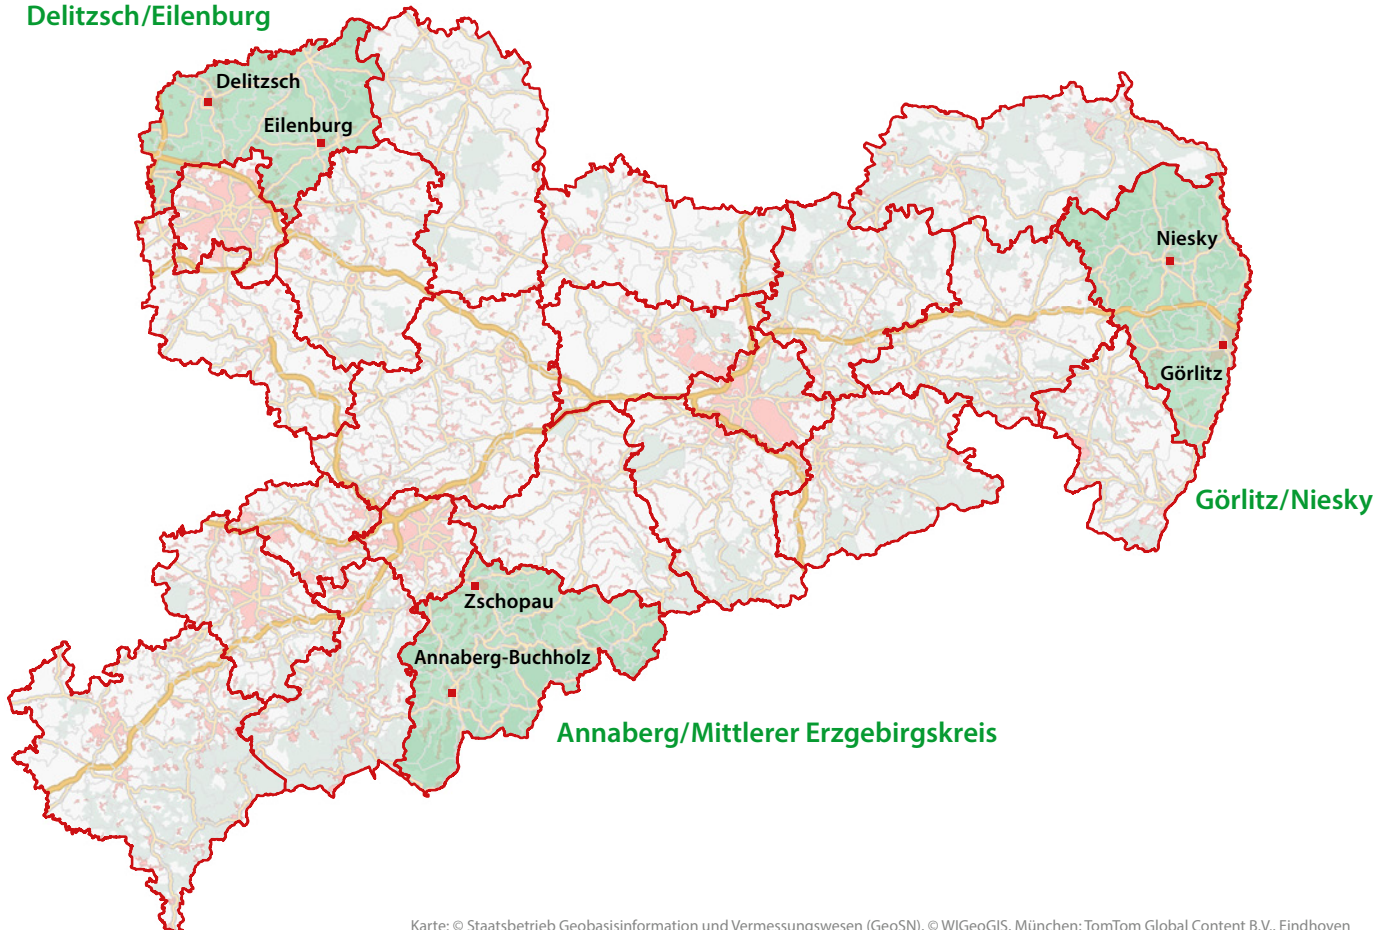 Delitzsch/Eilenburg
Delitzsch
Eilenburg
Niesky
Görlitz
Görlitz/Niesky
Zschopau
Annaberg-Buchholz
Annaberg/Mittlerer Erzgebirgskreis
Karte: © Staatsbetrieb Geobasisinformation und Vermessungswesen (GeoSN), © WIGeoGIS, München; TomTom Global Content B.V., Eindhoven